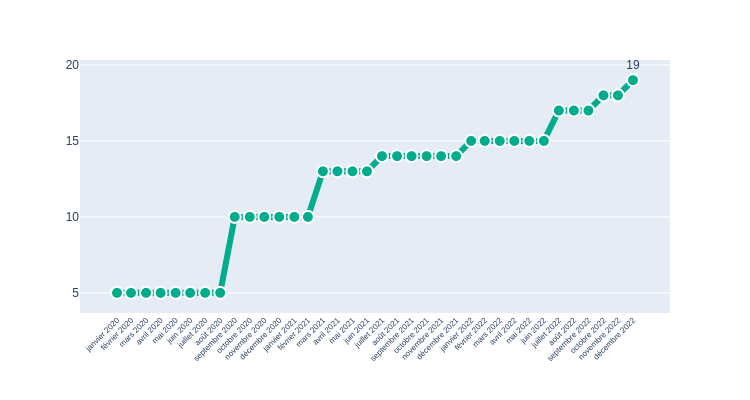 20
19
15
10
5
janvier 2020
février 2020
mars 2020
avril 2020
mai 2020
juin 2020
juillet 2020
août 2020
septembre 2020
octobre 2020
novembre 2020
décembre 2020
janvier 2021
février 2021
mars 2021
avril 2021
mai 2021
juin 2021
juillet 2021
août 2021
septembre 2021
octobre 2021
novembre 2021
décembre 2021
janvier 2022
février 2022
mars 2022
avril 2022
mai 2022
juin 2022
juillet 2022
août 2022
septembre 2022
octobre 2022
novembre 2022
décembre 2022